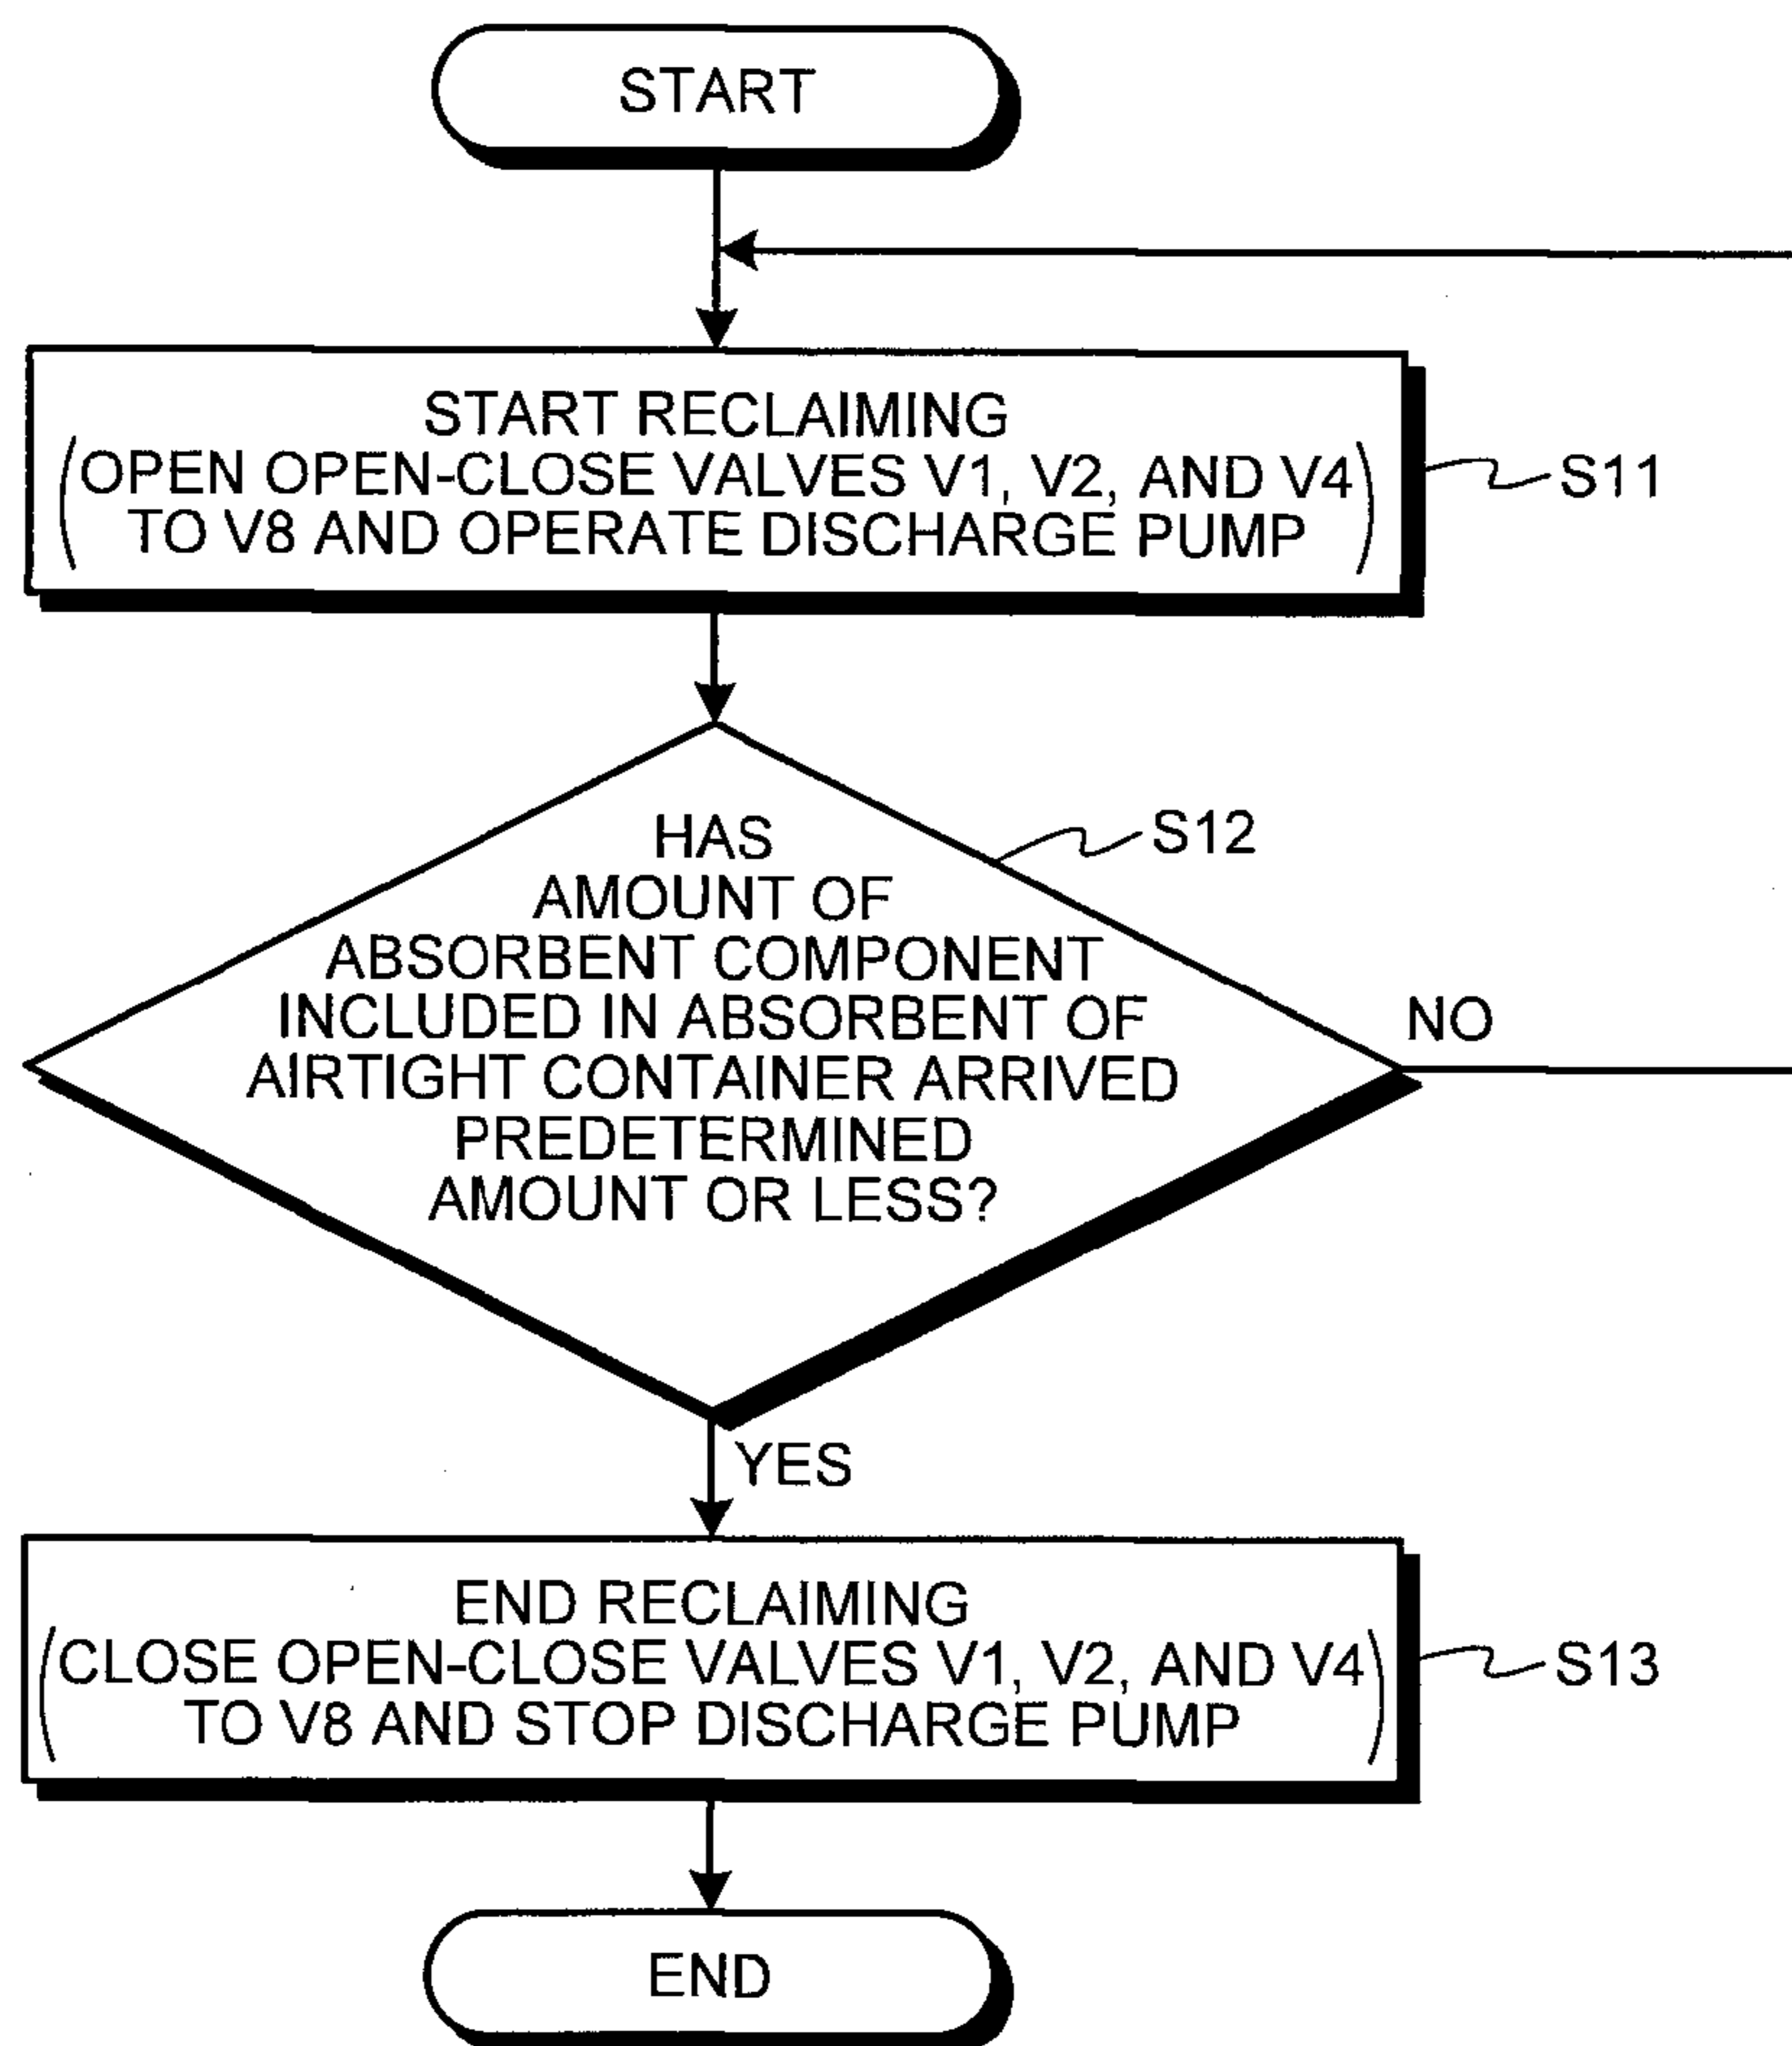 START
START RECLAIMING
(OPEN OPEN-CLOSE VALVES V1, V2, AND V4
TO V8 AND OPERATE DISCHARGE PUMP)
S11
S12
HAS
AMOUNT OF
ABSORBENT COMPONENT
INCLUDED IN ABSORBENT OF
AIRTIGHT CONTAINER ARRIVED
PREDETERMINED
AMOUNT OR LESS?
NO
YES
END RECLAIMING
(CLOSE OPEN-CLOSE VALVES V1, V2, AND V4
TO V8 AND STOP DISCHARGE PUMP)
S13
END